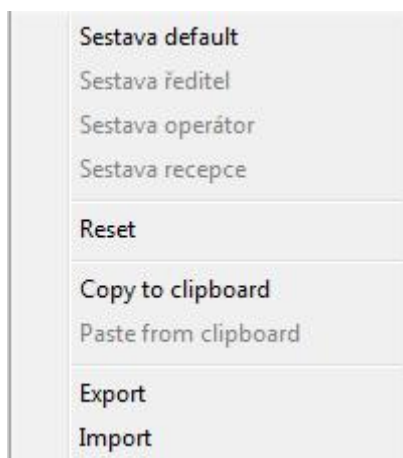 Sestava default
Sestava ředitel
Sestava operátor
Sestava recepce
Reset
Copy to clipboard
Paste from clipboard
Export
Import